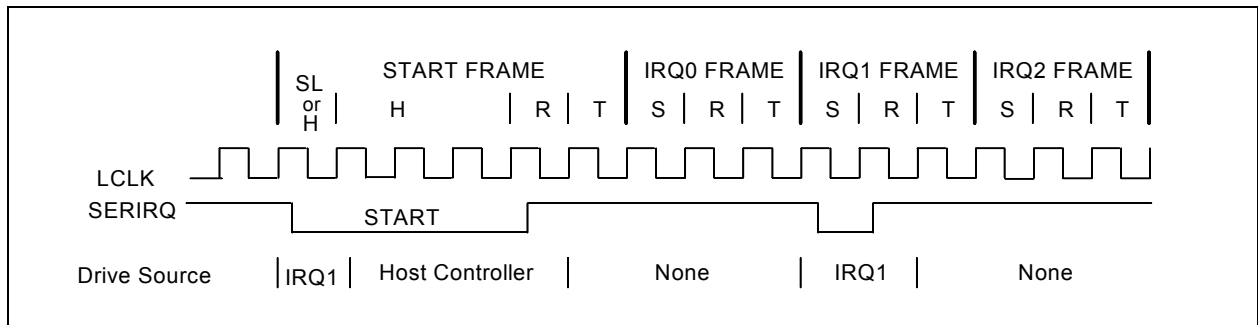 START FRAME IRQ0 FRAME IRQ1 FRAME IRQ2 FRAME
SL
or
H
H R T S R T S R T S R T
LCLK
SERIRQ
START
Drive Source IRQ1 Host Controller None IRQ1 None